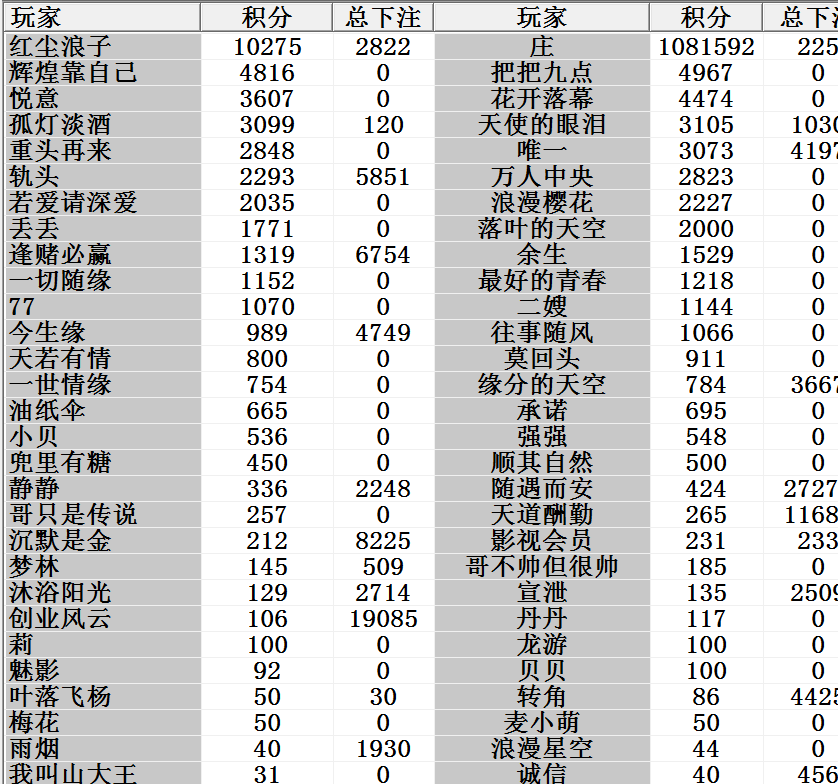 玩家 积分 总下注 玩家 积分 总下
红尘浪子 10275 2822 庄 1081592 225
辉煌靠自己 4816 0 把把九点 4967 0
悦意 3607 0 花开落幕 4474 0
孤灯淡酒 3099 120 天使的眼泪 3105 1030
重头再来 2848 0 唯一 3073 4197
轨头 2293 5851 万人中央 2823 0
若爱请深爱 2035 0 浪漫樱花 2227 0
丢丢 1771 0 落叶的天空 2000 0
逢赌必赢 1319 6754 余生 1529 0
一切随缘 1152 0 最好的青春 1218 0
77 1070 0 二嫂 1144 0
今生缘 989 4749 往事随风 1066 0
天若有情 800 0 莫回头 911 0
一世情缘 754 0 缘分的天空 784 3667
油纸伞 665 0 承诺 695 0
小贝 536 0 强强 548 0
兜里有糖 450 0 顺其自然 500 0
静静 336 2248 随遇而安 424 2727
哥只是传说 257 0 天道酬勤 265 1168
沉默是金 212 8225 影视会员 231 233
梦林 145 509 哥不帅但很帅 185 0
沐浴阳光 129 2714 宣泄 135 2509
创业风云 106 19085 丹丹 117 0
莉 100 0 龙游 100 0
魅影 92 0 贝贝 100 0
叶落飞杨 50 30 转角 86 4425
梅花 50 0 麦小萌 50 0
雨烟 40 1930 浪漫星空 44 0
我叫山大王 31 0 诚信 40 456